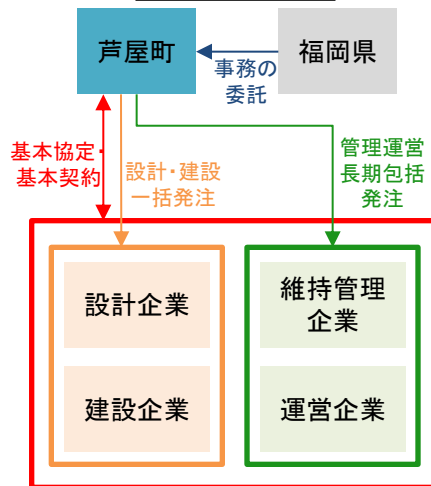 芦屋町
福岡県
事務の
委託
基本協定・
基本契約
設計・建設
一括発注
管理運営
長期包括
発注
設計企業
維持管理
企業
建設企業
運営企業